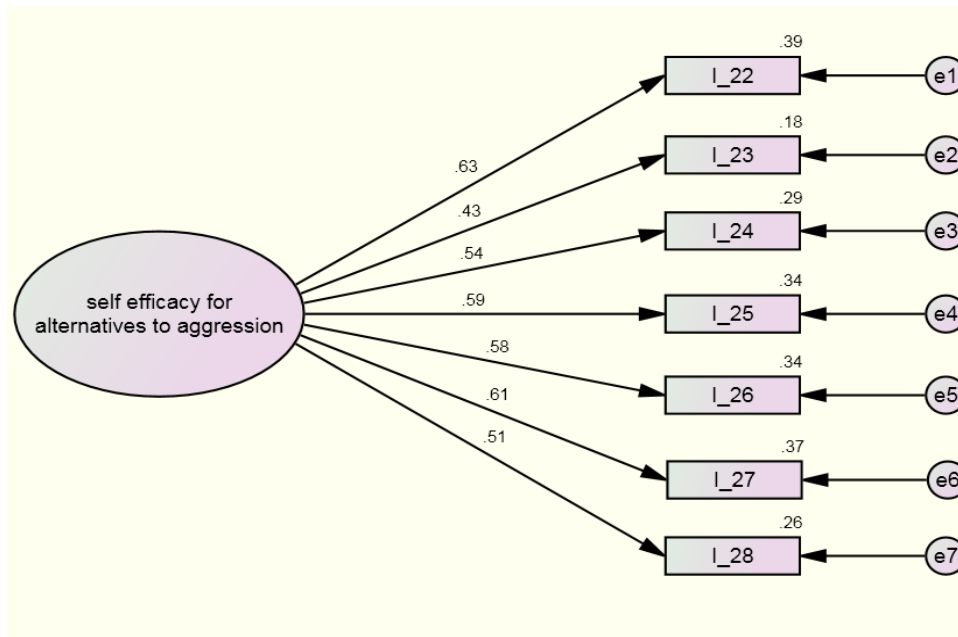 .39
I_22
e1
.63
.18
I_23
e2
.43
.29
I_24
e3
.54
self efficacy for
alternatives to aggression
.59
.34
I_25
e4
.58
.34
I_26
e5
.61
.37
I_27
e6
.51
.26
I_28
e7